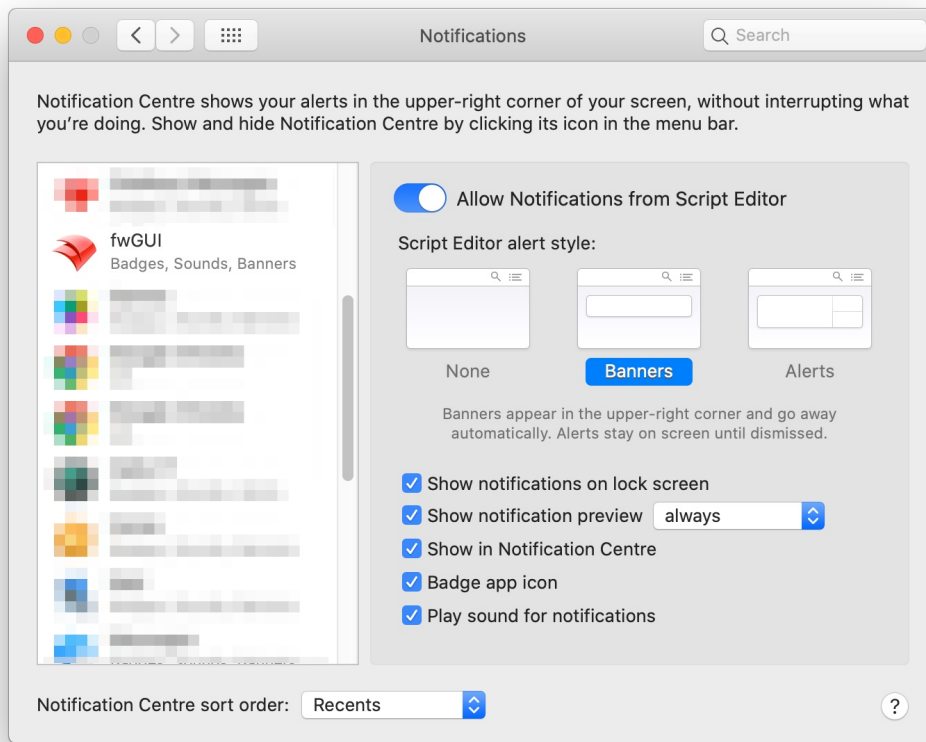 Notifications
Search
Notification Centre shows your alerts in the upper-right corner of your screen, without interrupting what
you're doing. Show and hide Notification Centre by clicking its icon in the menu bar.
fwGUI
Badges, Sounds, Banners
Allow Notifications from Script Editor
Script Editor alert style:
None
Banners
Alerts
Banners appear in the upper-right corner and go away
automatically. Alerts stay on screen until dismissed.
Show notifications on lock screen
Show notification preview always
Show in Notification Centre
Badge app icon
Play sound for notifications
Notification Centre sort order: Recents
?